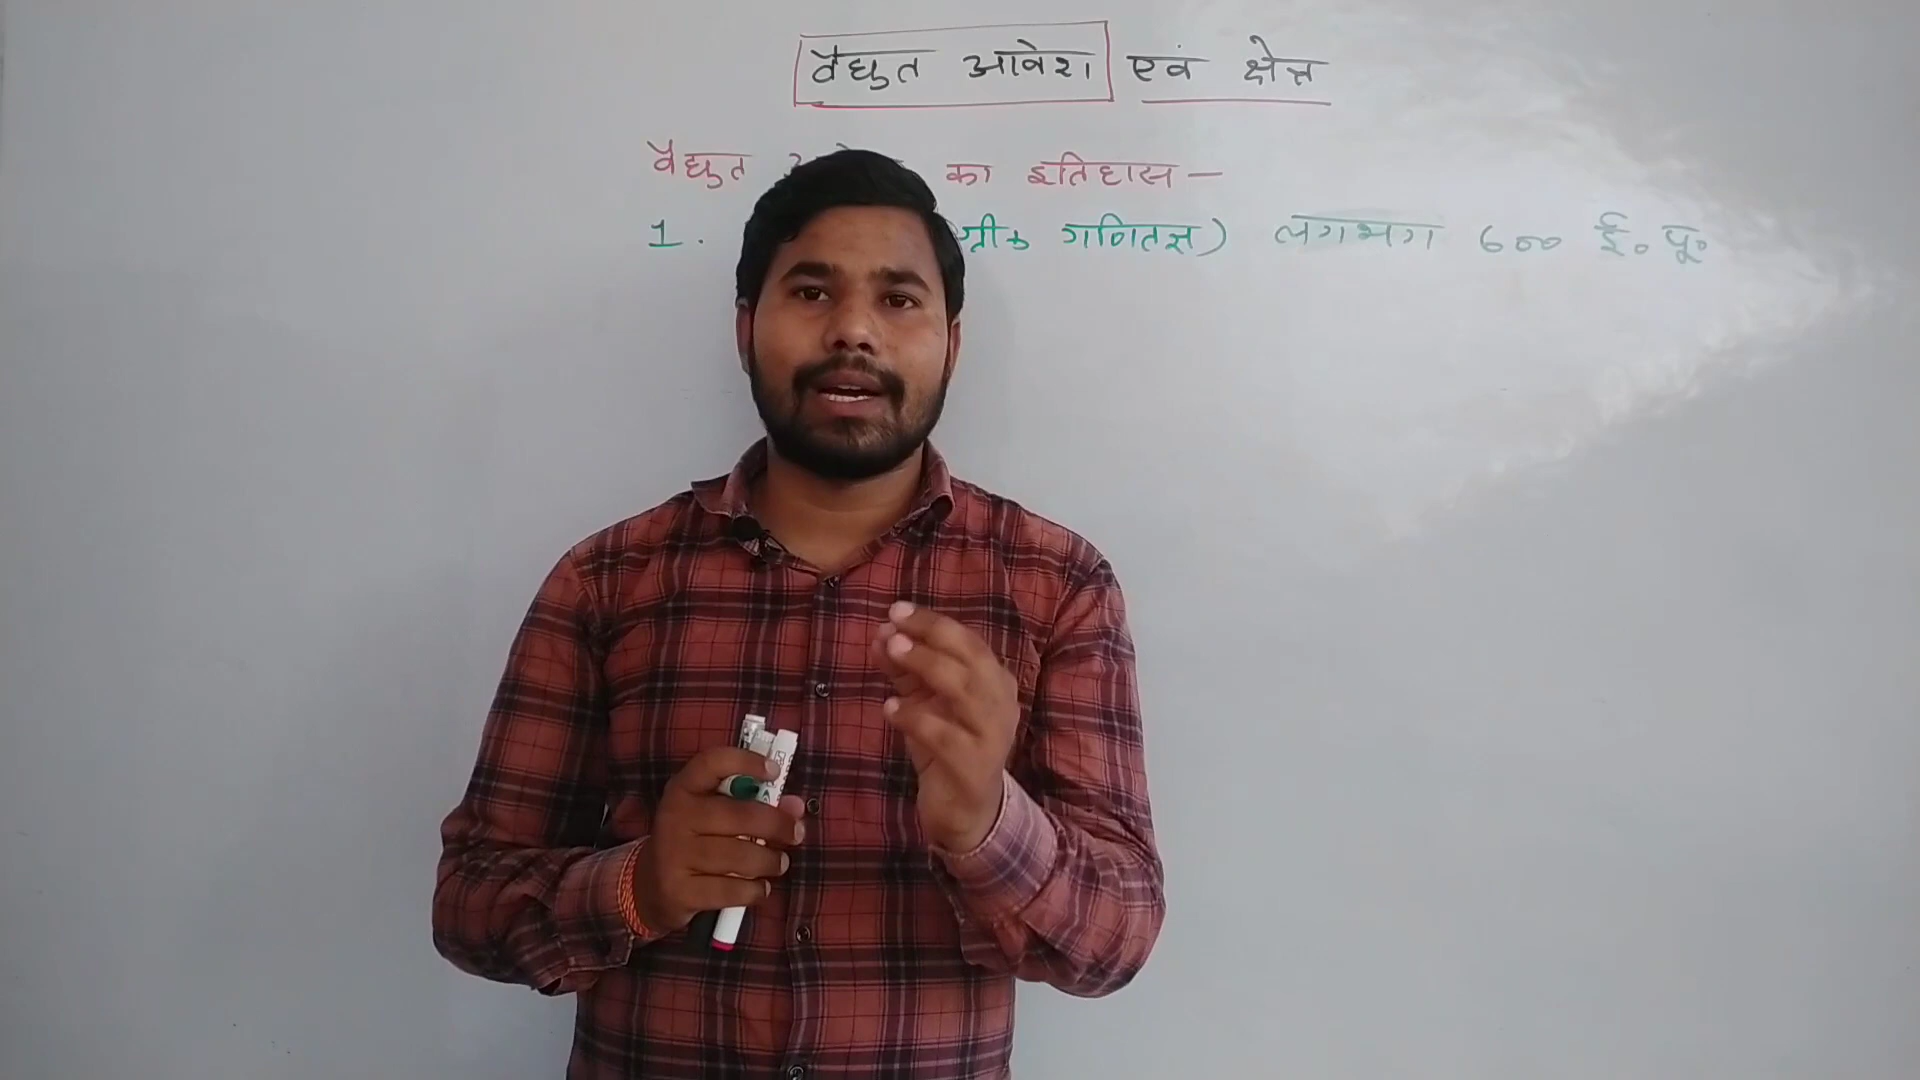 वैद्युत आवेश एवं क्षेत्र
वैद्युत का इतिहास —
1. ग्रीक गणितज्ञ) लगभग 600 ई० पू०